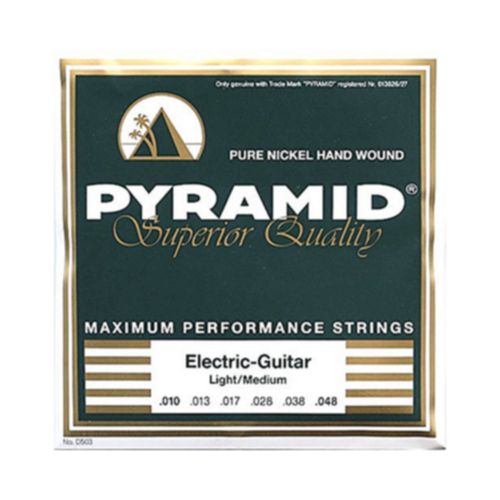 Only genuine with Trade Mark "PYRAMID" registered Nr. 013826/27
PURE NICKEL HAND WOUND
PYRAMID®
Superior Quality
MAXIMUM PERFORMANCE STRINGS
Electric-Guitar
Light/Medium
.010 .013 .017 .028 .038 .048
No. D503